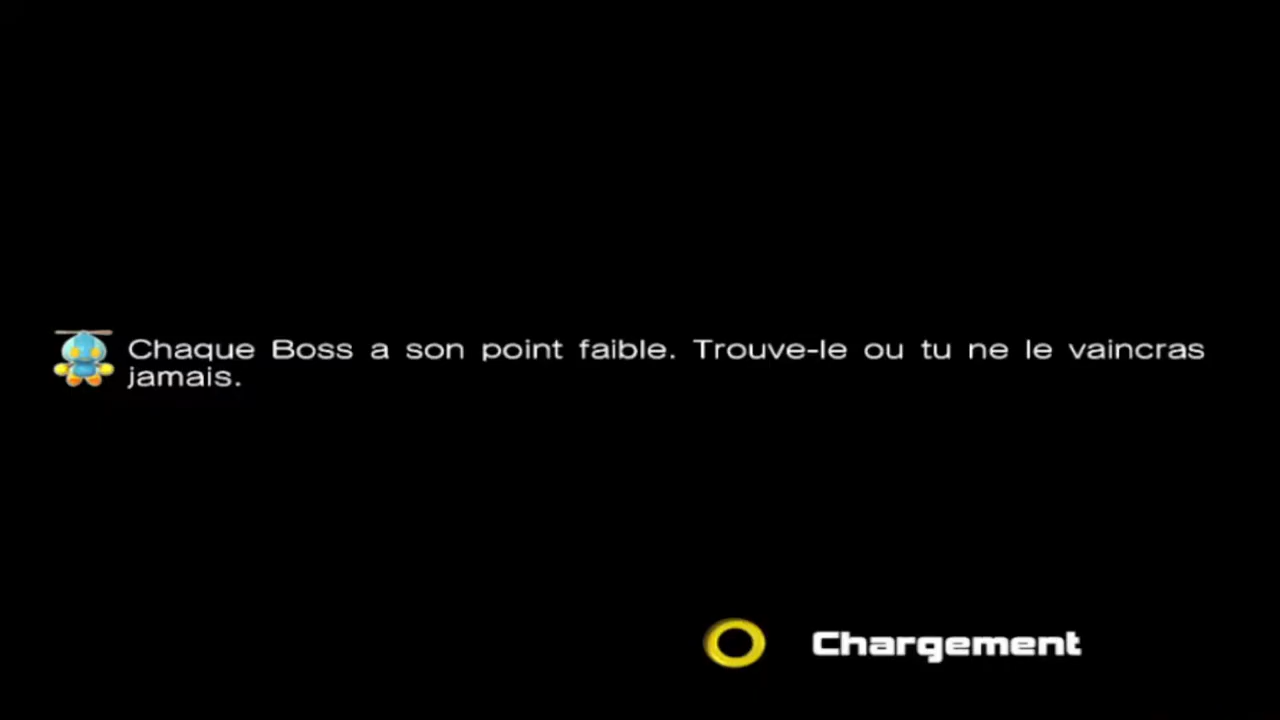 Chaque Boss a son point faible. Trouve-le ou tu ne le vaincras
jamais.
Chargement